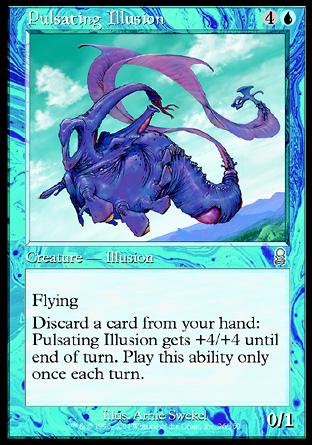 Pulsating Illusion 4
Creature — Illusion
Flying
Discard a card from your hand:
Pulsating Illusion gets +4/+4 until
end of turn. Play this ability only
once each turn.
Illus. Arnie Swekel
0/1